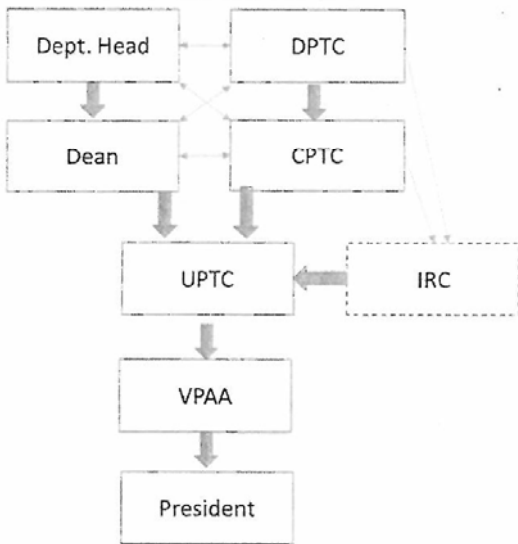 Dept. Head
DPTC
Dean
CPTC
UPTC
IRC
VPAA
President